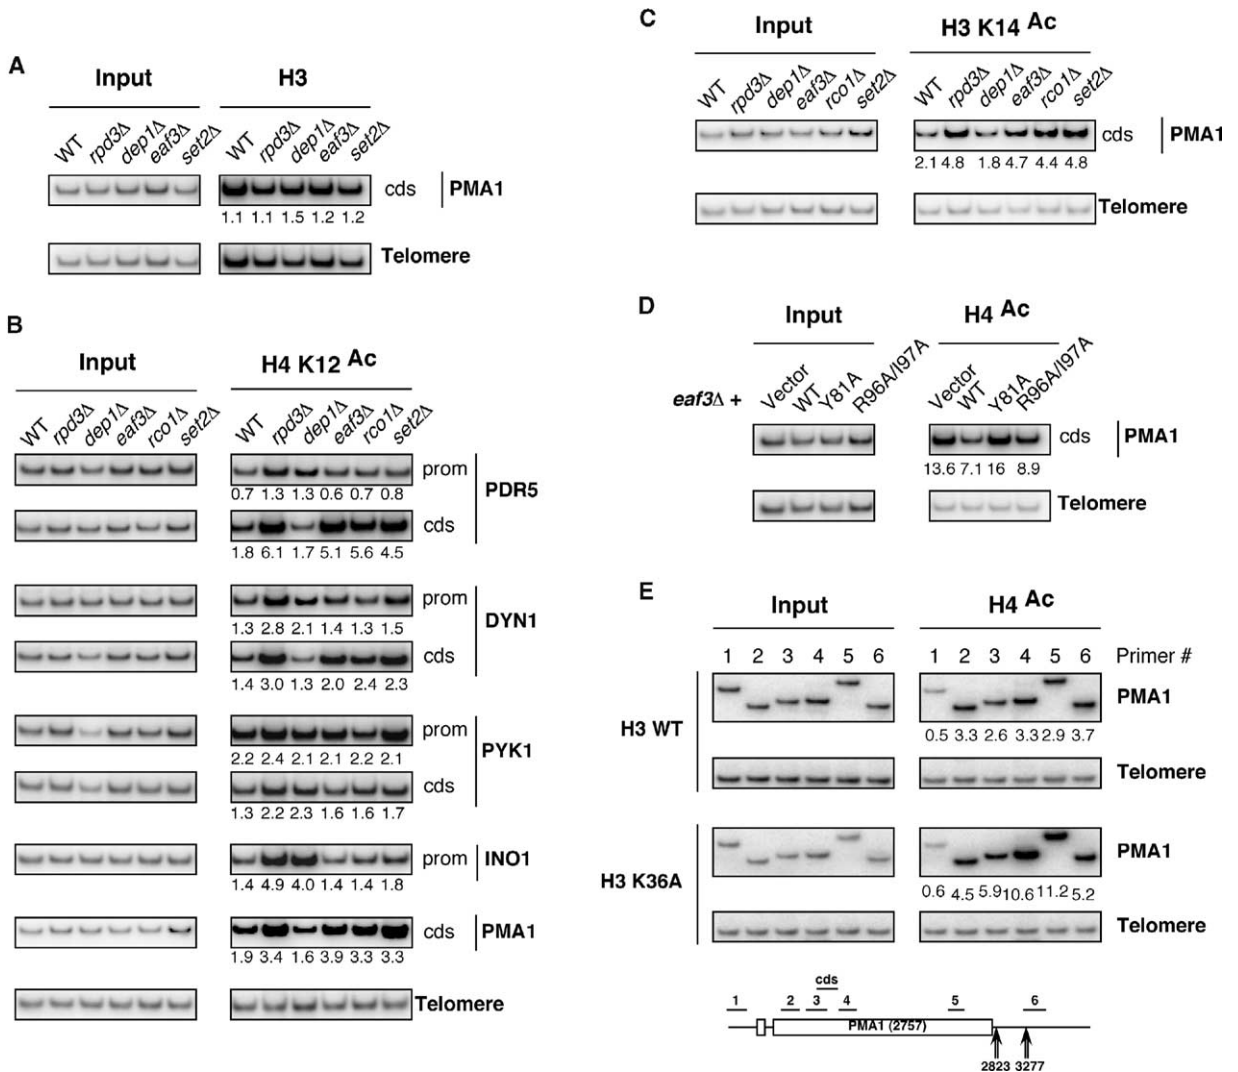 A
Input
H3
WT rpd3Δ dep1Δ eaf3Δ set2Δ
WT rpd3Δ dep1Δ eaf3Δ set2Δ
cds
PMA1
1.1 1.1 1.5 1.2 1.2
Telomere
B
Input
H4 K12 Ac
WT rpd3Δ dep1Δ eaf3Δ rco1Δ set2Δ
WT rpd3Δ dep1Δ eaf3Δ rco1Δ set2Δ
prom
0.7 1.3 1.3 0.6 0.7 0.8
PDR5
cds
1.8 6.1 1.7 5.1 5.6 4.5
prom
1.3 2.8 2.1 1.4 1.3 1.5
DYN1
cds
1.4 3.0 1.3 2.0 2.4 2.3
prom
2.2 2.4 2.1 2.1 2.2 2.1
PYK1
cds
1.3 2.2 2.3 1.6 1.6 1.7
prom
INO1
1.4 4.9 4.0 1.4 1.4 1.8
cds
PMA1
1.9 3.4 1.6 3.9 3.3 3.3
Telomere
C
Input
H3 K14 Ac
WT rpd3Δ dep1Δ eaf3Δ rco1Δ set2Δ
WT rpd3Δ dep1Δ eaf3Δ rco1Δ set2Δ
cds
PMA1
2.1 4.8 1.8 4.7 4.4 4.8
Telomere
D
Input
H4 Ac
eaf3Δ +
Vector WT Y81A R96A/I97A
Vector WT Y81A R96A/I97A
cds
PMA1
13.6 7.1 16 8.9
Telomere
E
Input
H4 Ac
1 2 3 4 5 6
1 2 3 4 5 6
Primer #
PMA1
H3 WT
0.5 3.3 2.6 3.3 2.9 3.7
Telomere
PMA1
H3 K36A
0.6 4.5 5.9 10.6 11.2 5.2
Telomere
cds
1 2 3 4 5 6
PMA1 (2757)
2823 3277